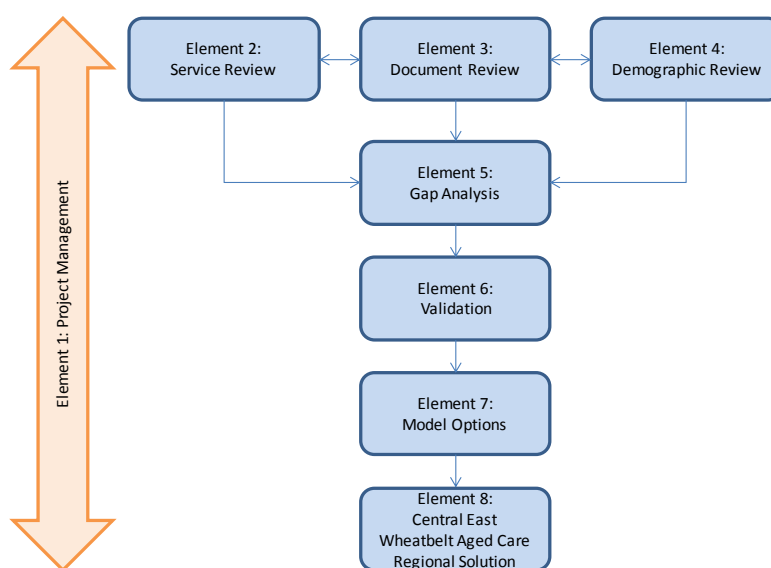 Element 2:
Service Review
Element 3:
Document Review
Element 4:
Demographic Review
Element 5:
Gap Analysis
Element 6:
Validation
Element 7:
Model Options
Element 8:
Central East
Wheatbelt Aged Care
Regional Solution
Element 1: Project Management